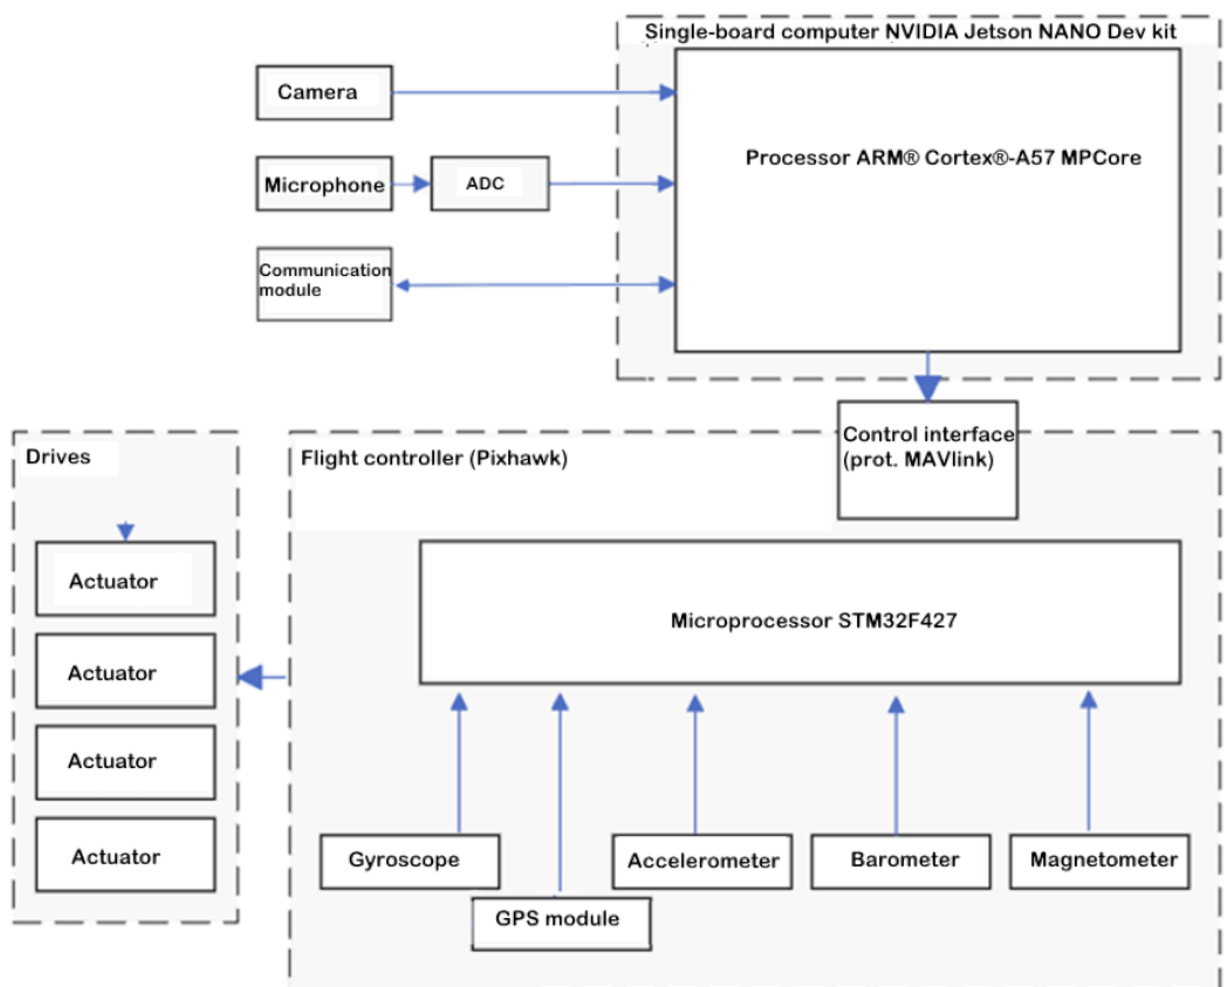 Single-board computer NVIDIA Jetson NANO Dev kit
Camera
Processor ARM® Cortex®-A57 MPCore
Microphone
ADC
Communication
module
Control interface
(prot. MAVlink)
Drives
Flight controller (Pixhawk)
Actuator
Microprocessor STM32F427
Actuator
Actuator
Actuator
Gyroscope
Accelerometer
Barometer
Magnetometer
GPS module